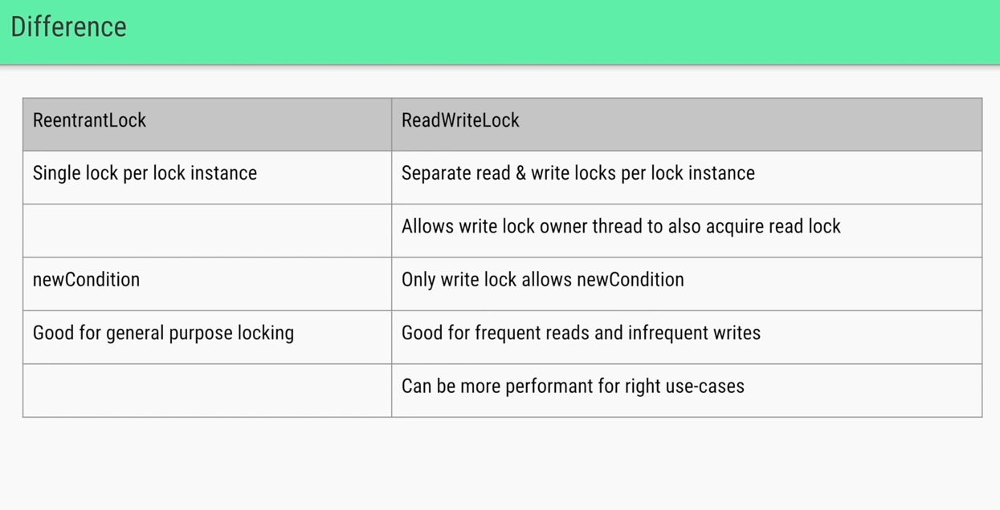 Difference
ReentrantLock
ReadWriteLock
Single lock per lock instance
Separate read & write locks per lock instance
Allows write lock owner thread to also acquire read lock
newCondition
Only write lock allows newCondition
Good for general purpose locking
Good for frequent reads and infrequent writes
Can be more performant for right use-cases